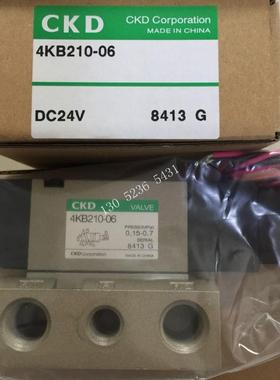 CKD
CKD Corporation
MADE IN CHINA
4KB210-06
DC24V 8413 G
130 5236 5431
CKD
VALVE
4KB210-06
PRESSURE MPa
0.15-0.7
SERIAL
8413 G
CKD Corporation
MADE IN CHINA